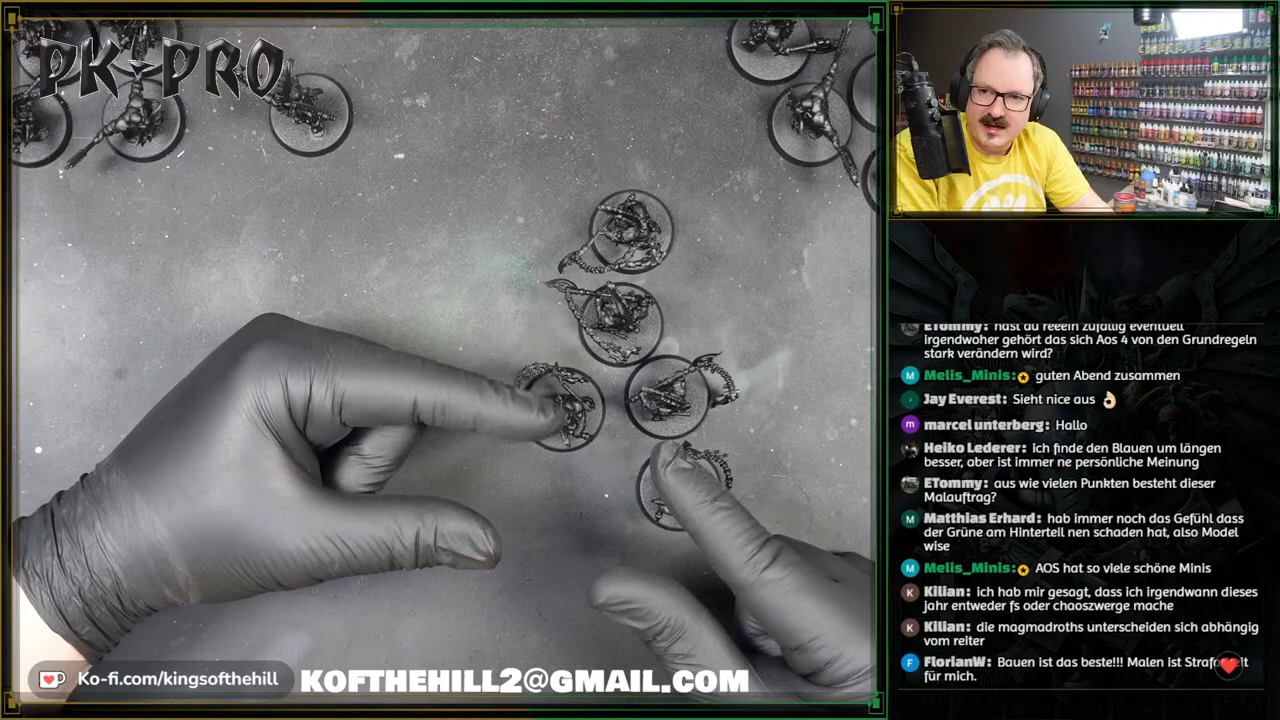 PK-PRO
ETommy: hast du reeein zufällig eventuell
irgendwoher gehört das sich Aos 4 von den Grundregeln
stark verändern wird?
Melis_Minis: guten Abend zusammen
Jay Everest: Sieht nice aus 👌🏻
marcel unterberg: Hallo
Heiko Lederer: ich finde den Blauen um längen
besser, aber ist immer ne persönliche Meinung
ETommy: aus wie vielen Punkten besteht dieser
Malauftrag?
Matthias Erhard: hab immer noch das Gefühl dass
der Grüne am Hinterteil nen schaden hat, also Model
wise
Melis_Minis: AOS hat so viele schöne Minis
Kilian: ich hab mir gesagt, dass ich irgendwann dieses
jahr entweder fs oder chaoszwerge mache
Kilian: die magmadroths unterscheiden sich abhängig
vom reiter
FlorianW: Bauen ist das beste!!! Malen ist
für mich.
Ko-fi.com/kingsofthehill
KOFTHEHILL2@GMAIL.COM